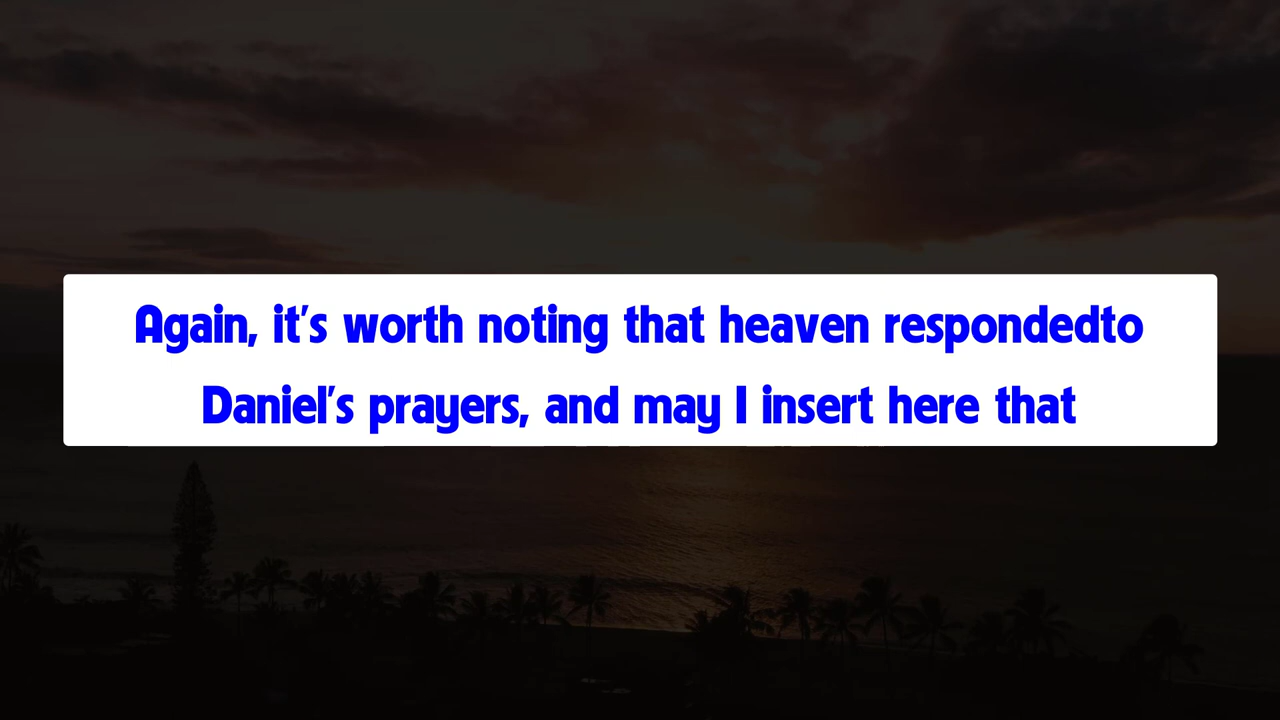 Again, it's worth noting that heaven respondedto
Daniel's prayers, and may I insert here that